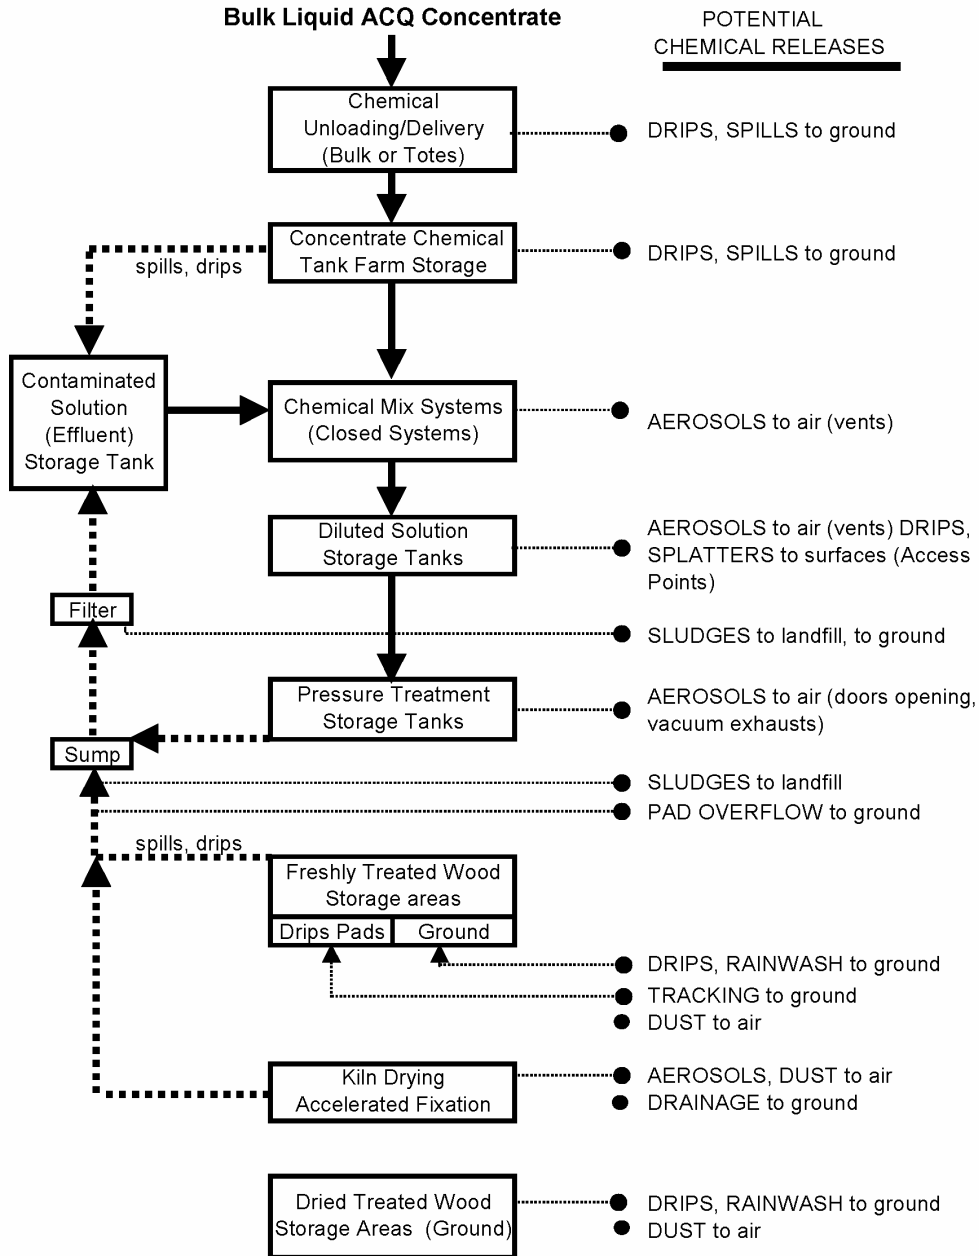 Bulk Liquid ACQ Concentrate
POTENTIAL
CHEMICAL RELEASES
Chemical
Unloading/Delivery
(Bulk or Totes)
DRIPS, SPILLS to ground
Concentrate Chemical
Tank Farm Storage
spills, drips
DRIPS, SPILLS to ground
Contaminated
Solution
(Effluent)
Storage Tank
Chemical Mix Systems
(Closed Systems)
AEROSOLS to air (vents)
Diluted Solution
Storage Tanks
AEROSOLS to air (vents) DRIPS,
SPLATTERS to surfaces (Access
Points)
Filter
SLUDGES to landfill, to ground
Pressure Treatment
Storage Tanks
AEROSOLS to air (doors opening,
vacuum exhausts)
Sump
SLUDGES to landfill
PAD OVERFLOW to ground
spills, drips
Freshly Treated Wood
Storage areas
Drips Pads
Ground
DRIPS, RAINWASH to ground
TRACKING to ground
DUST to air
Kiln Drying
Accelerated Fixation
AEROSOLS, DUST to air
DRAINAGE to ground
Dried Treated Wood
Storage Areas (Ground)
DRIPS, RAINWASH to ground
DUST to air